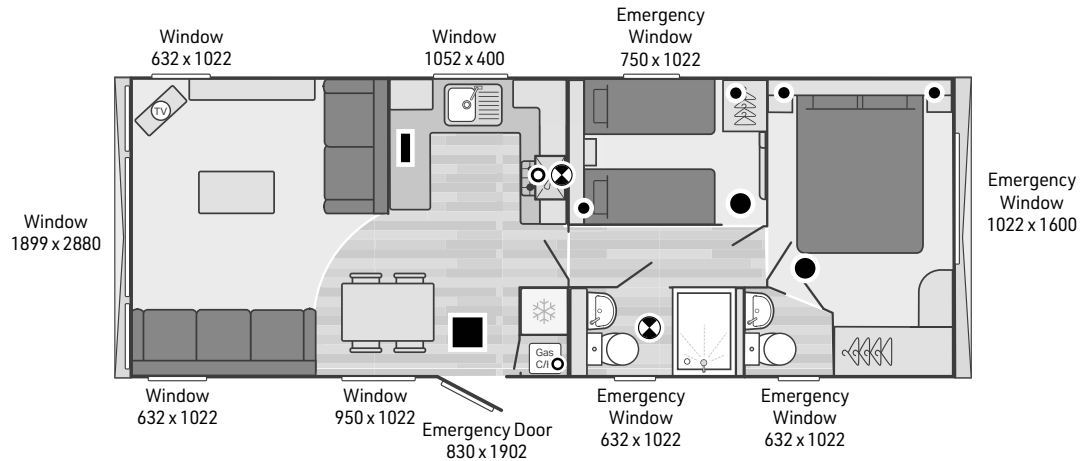 Window
632 x 1022
Window
1052 x 400
Emergency
Window
750 x 1022
TV
Window
1899 x 2880
Emergency
Window
1022 x 1600
Gas
C/H
632 x 1022
Window
Window
950 x 1022
Emergency Door
830 x 1902
Emergency
Window
632 x 1022
Emergency
Window
632 x 1022